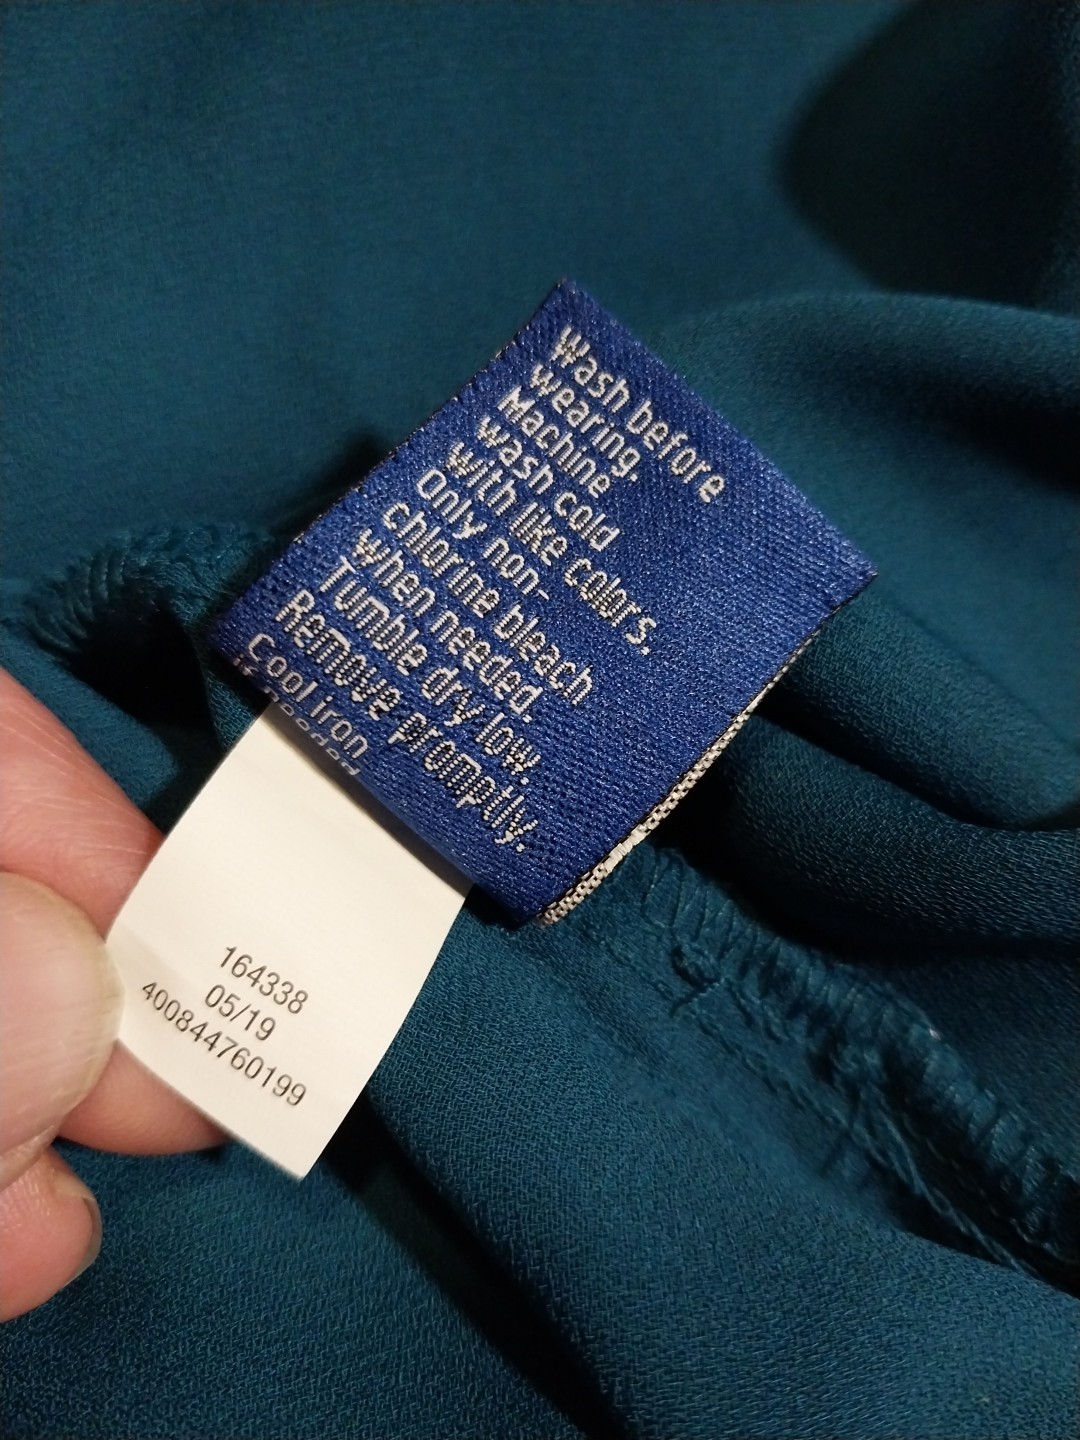 Wash before
wearing.
Machine
wash cold
with like colors.
Only non-
chlorine bleach
when needed.
Tumble dry low.
Remove promptly.
Cool iron
164338
05/19
400844760199